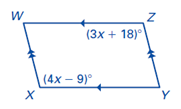 W
Z
(3x + 18)°
(4x − 9)°
X
Y